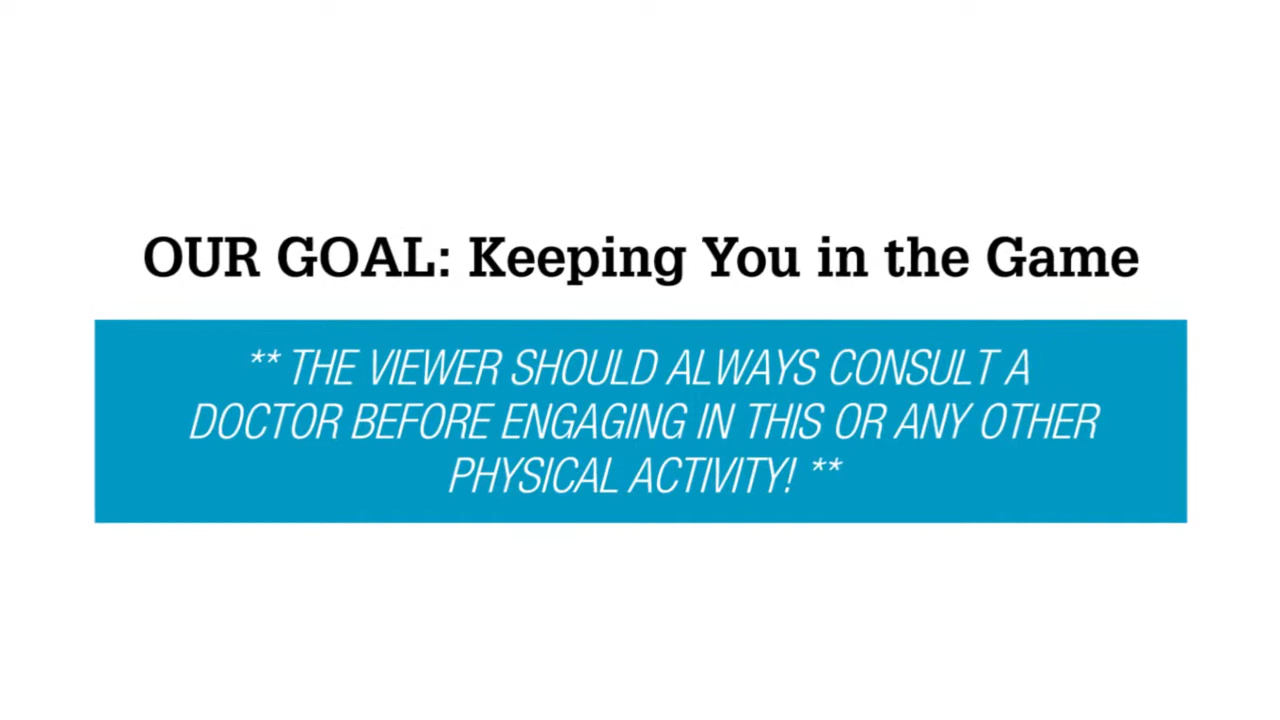 OUR GOAL: Keeping You in the Game
** THE VIEWER SHOULD ALWAYS CONSULT A
DOCTOR BEFORE ENGAGING IN THIS OR ANY OTHER
PHYSICAL ACTIVITY! **